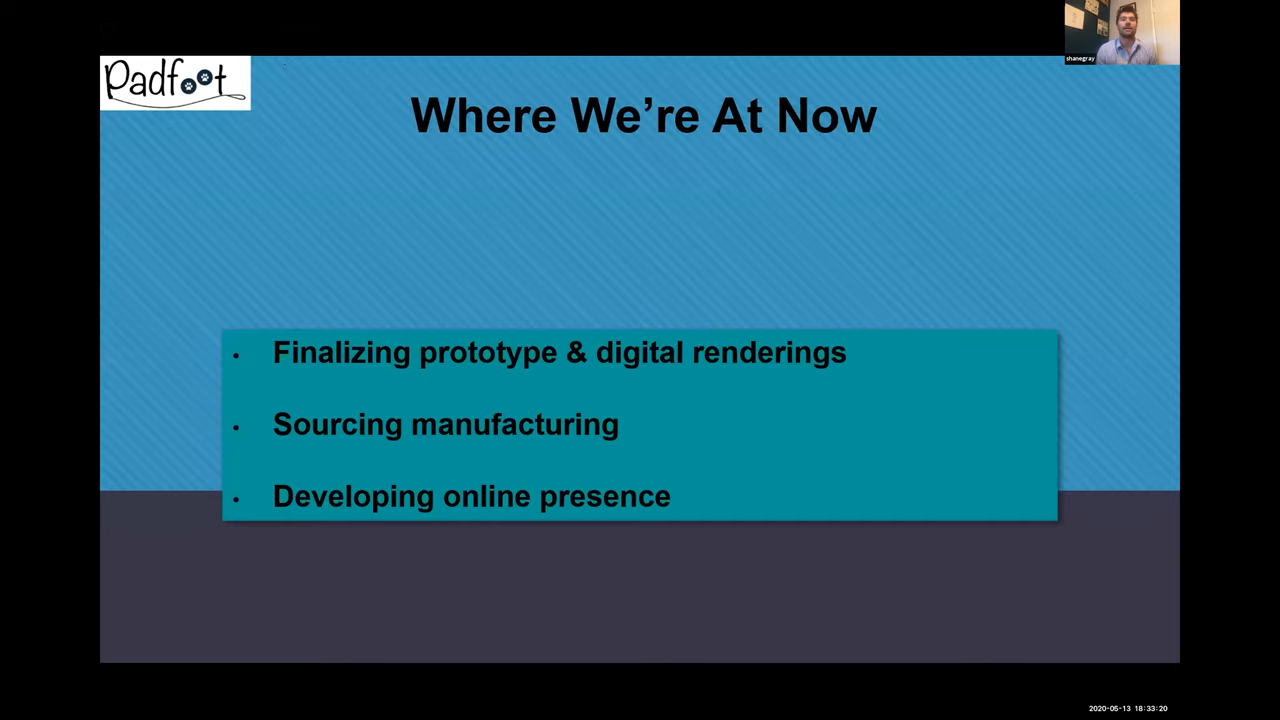 Padfoot
shanegray
Where We’re At Now
• Finalizing prototype & digital renderings
• Sourcing manufacturing
• Developing online presence
2020-05-13 18:33:20